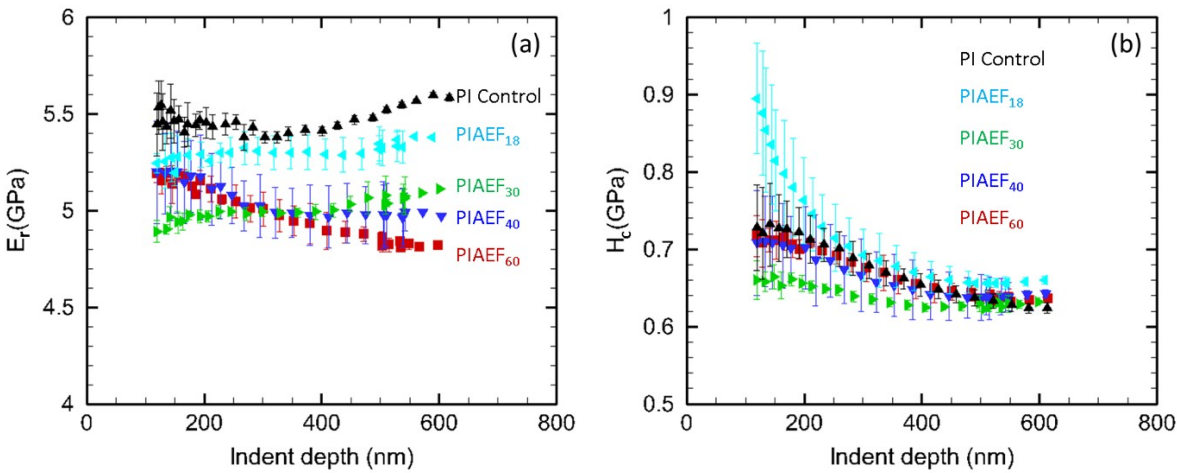 (a)
6
5.5
5
4.5
4
E_r(GPa)
PI Control
PIAEF₁₈
PIAEF₃₀
PIAEF₄₀
PIAEF₆₀
0 200 400 600 800
Indent depth (nm)
(b)
1
0.9
0.8
0.7
0.6
0.5
H_c(GPa)
PI Control
PIAEF₁₈
PIAEF₃₀
PIAEF₄₀
PIAEF₆₀
0 200 400 600 800
Indent depth (nm)